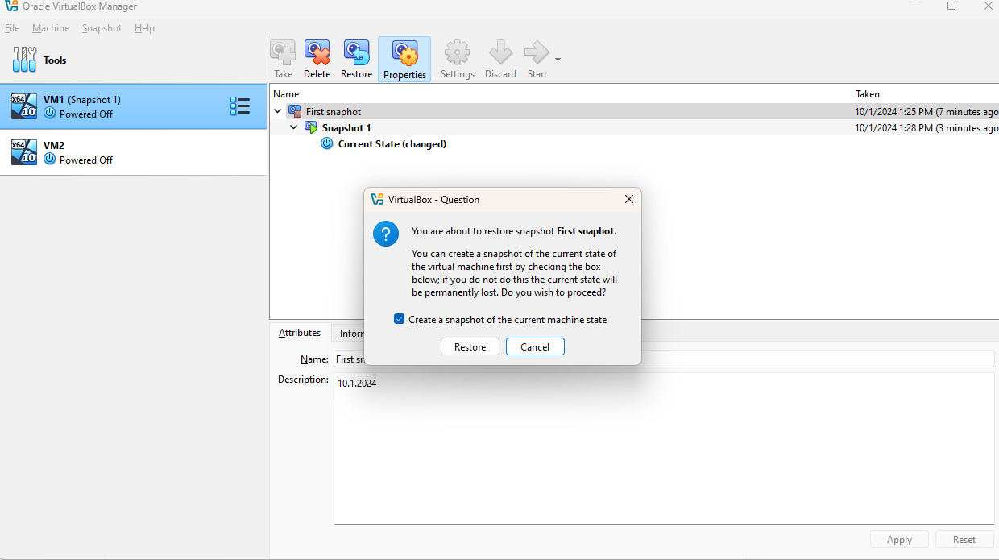 Oracle VirtualBox Manager
File Machine Snapshot Help
Tools
Take Delete Restore Properties Settings Discard Start
Name Taken
x64 10 VM1 (Snapshot 1)
Powered Off
x64 10 VM2
Powered Off
First snaphot 10/1/2024 1:25 PM (7 minutes ago
Snapshot 1 10/1/2024 1:28 PM (3 minutes ago
Current State (changed)
VirtualBox - Question
You are about to restore snapshot First snaphot.
You can create a snapshot of the current state of
the virtual machine first by checking the box
below; if you do not do this the current state will
be permanently lost. Do you wish to proceed?
Create a snapshot of the current machine state
Restore Cancel
Attributes Inforr
Name: First sn
Description: 10.1.2024
Apply Reset